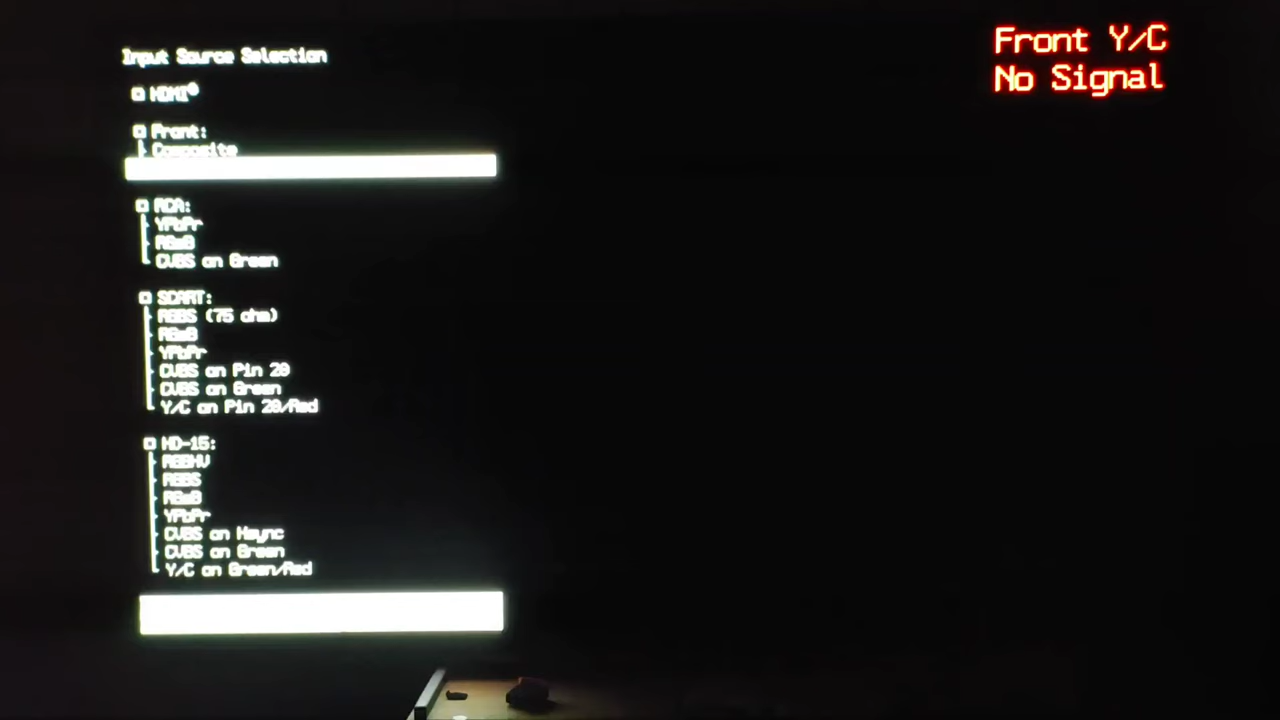 Input Source Selection
HDMI®
Front:
Composite
RCA:
YPbPr
RGsB
CVBS on Green
SCART:
RGBS (75 ohm)
RGsB
YPbPr
CVBS on Pin 20
CVBS on Green
Y/C on Pin 20/Red
HD-15:
RGBHV
RGBS
RGsB
YPbPr
CVBS on Hsync
CVBS on Green
Y/C on Green/Red
Front Y/C
No Signal